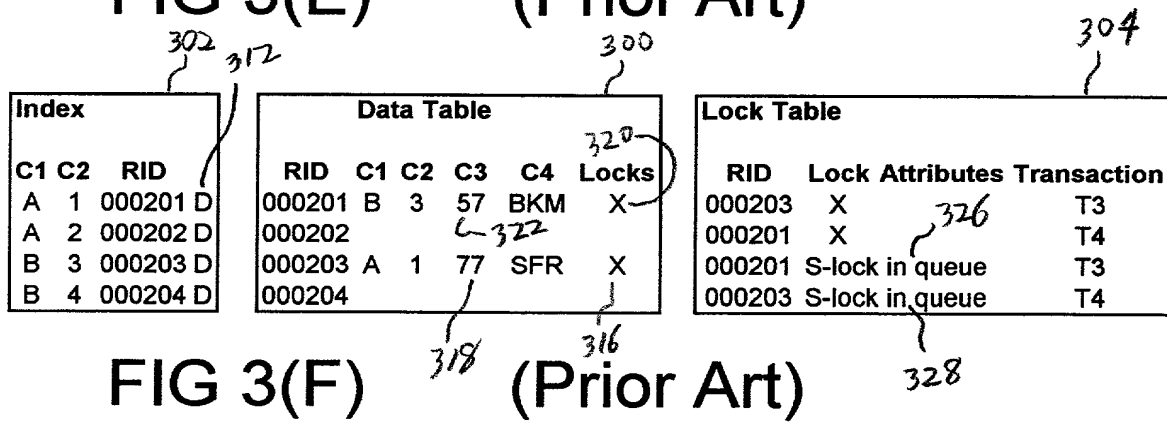 FIG 3(E) (Prior Art)
302 312 300 304
Index Data Table Lock Table
320
C1 C2 RID RID C1 C2 C3 C4 Locks RID Lock Attributes Transaction
A 1 000201 D 000201 B 3 57 BKM X 000203 X T3
A 2 000202 D 000202 322 000201 X 326 T4
B 3 000203 D 000203 A 1 77 SFR X 000201 S-lock in queue T3
B 4 000204 D 000204 000203 S-lock in queue T4
318 316 328
FIG 3(F) (Prior Art)